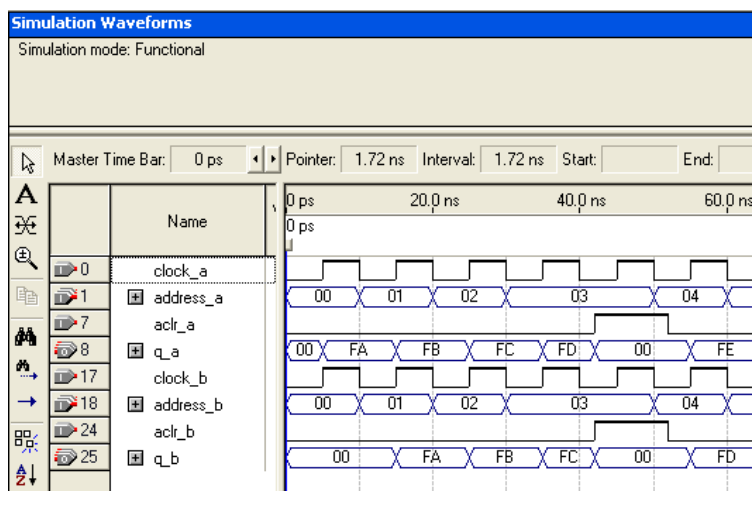 Simulation Waveforms
Simulation mode: Functional
Master Time Bar: 0 ps Pointer: 1.72 ns Interval: 1.72 ns Start: End:
A Name 0 ps 20.0 ns 40.0 ns 60.0 ns
0 ps
0 clock_a
1 address_a 00 01 02 03 04
7 aclr_a
8 q_a 00 FA FB FC FD 00 FE
17 clock_b
18 address_b 00 01 02 03 04
24 aclr_b
25 q_b 00 FA FB FC 00 FD
A
Z